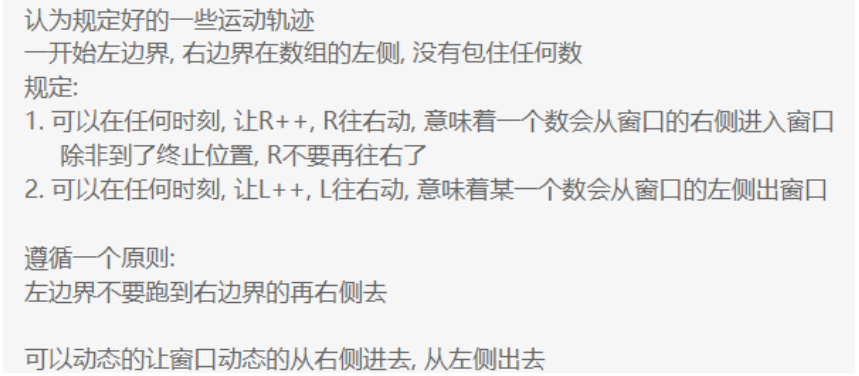 认为规定好的一些运动轨迹
一开始左边界, 右边界在数组的左侧, 没有包住任何数
规定:
1. 可以在任何时刻, 让R++, R往右动, 意味着一个数会从窗口的右侧进入窗口
除非到了终止位置, R不要再往右了
2. 可以在任何时刻, 让L++, L往右动, 意味着某一个数会从窗口的左侧出窗口
遵循一个原则:
左边界不要跑到右边界的再右侧去
可以动态的让窗口动态的从右侧进去, 从左侧出去